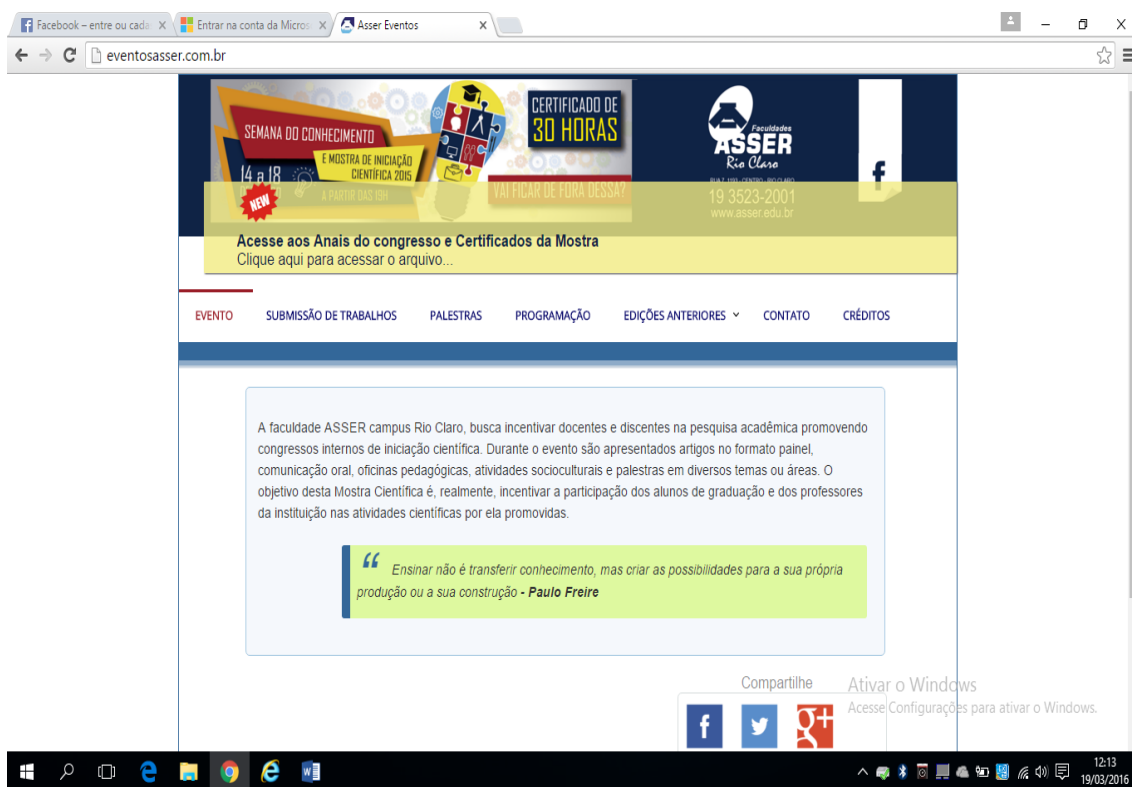 Facebook – entre ou cada
Entrar na conta da Micros
Asser Eventos
eventosasser.com.br
SEMANA DO CONHECIMENTO
E MOSTRA DE INICIAÇÃO
CIENTÍFICA 2015
14 a 18
A PARTIR DAS 19H
CERTIFICADO DE
30 HORAS
VAI FICAR DE FORA DESSA?
Faculdades
ASSER
Rio Claro
19 3523-2001
www.asser.edu.br
f
NEW
Acesse aos Anais do congresso e Certificados da Mostra
Clique aqui para acessar o arquivo...
EVENTO SUBMISSÃO DE TRABALHOS PALESTRAS PROGRAMAÇÃO EDIÇÕES ANTERIORES CONTATO CRÉDITOS
A faculdade ASSER campus Rio Claro, busca incentivar docentes e discentes na pesquisa acadêmica promovendo
congressos internos de iniciação científica. Durante o evento são apresentados artigos no formato painel,
comunicação oral, oficinas pedagógicas, atividades socioculturais e palestras em diversos temas ou áreas. O
objetivo desta Mostra Científica é, realmente, incentivar a participação dos alunos de graduação e dos professores
da instituição nas atividades científicas por ela promovidas.
“ Ensinar não é transferir conhecimento, mas criar as possibilidades para a sua própria
produção ou a sua construção - Paulo Freire
Compartilhe
f g+
Ativar o Windows
Acesse Configurações para ativar o Windows.
12:13
19/03/2016